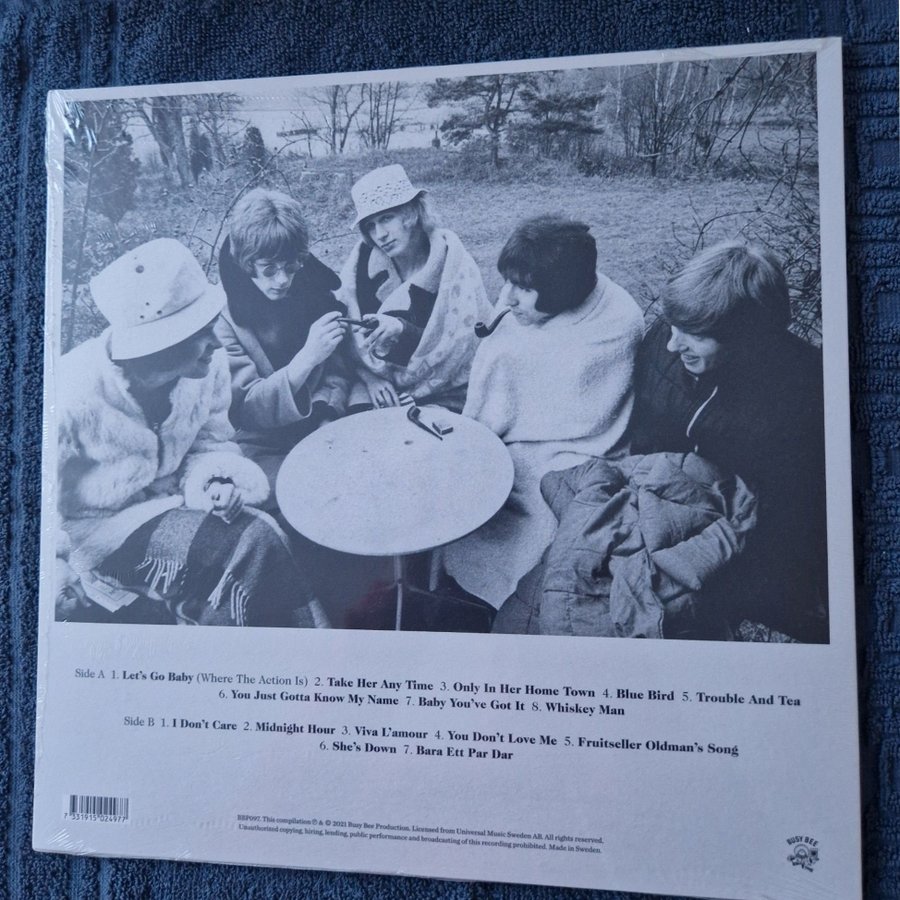 Side A 1. Let's Go Baby (Where The Action Is) 2. Take Her Any Time 3. Only In Her Home Town 4. Blue Bird 5. Trouble And Tea
6. You Just Gotta Know My Name 7. Baby You've Got It 8. Whiskey Man
Side B 1. I Don't Care 2. Midnight Hour 3. Viva L'amour 4. You Don't Love Me 5. Fruitseller Oldman's Song
6. She's Down 7. Bara Ett Par Dar
7 331915 024977
BBP097. This compilation ℗ & © 2021 Busy Bee Production. Licensed from Universal Music Sweden AB. All rights reserved.
Unauthorized copying, hiring, lending, public performance and broadcasting of this recording prohibited. Made in Sweden.
BUSY BEE